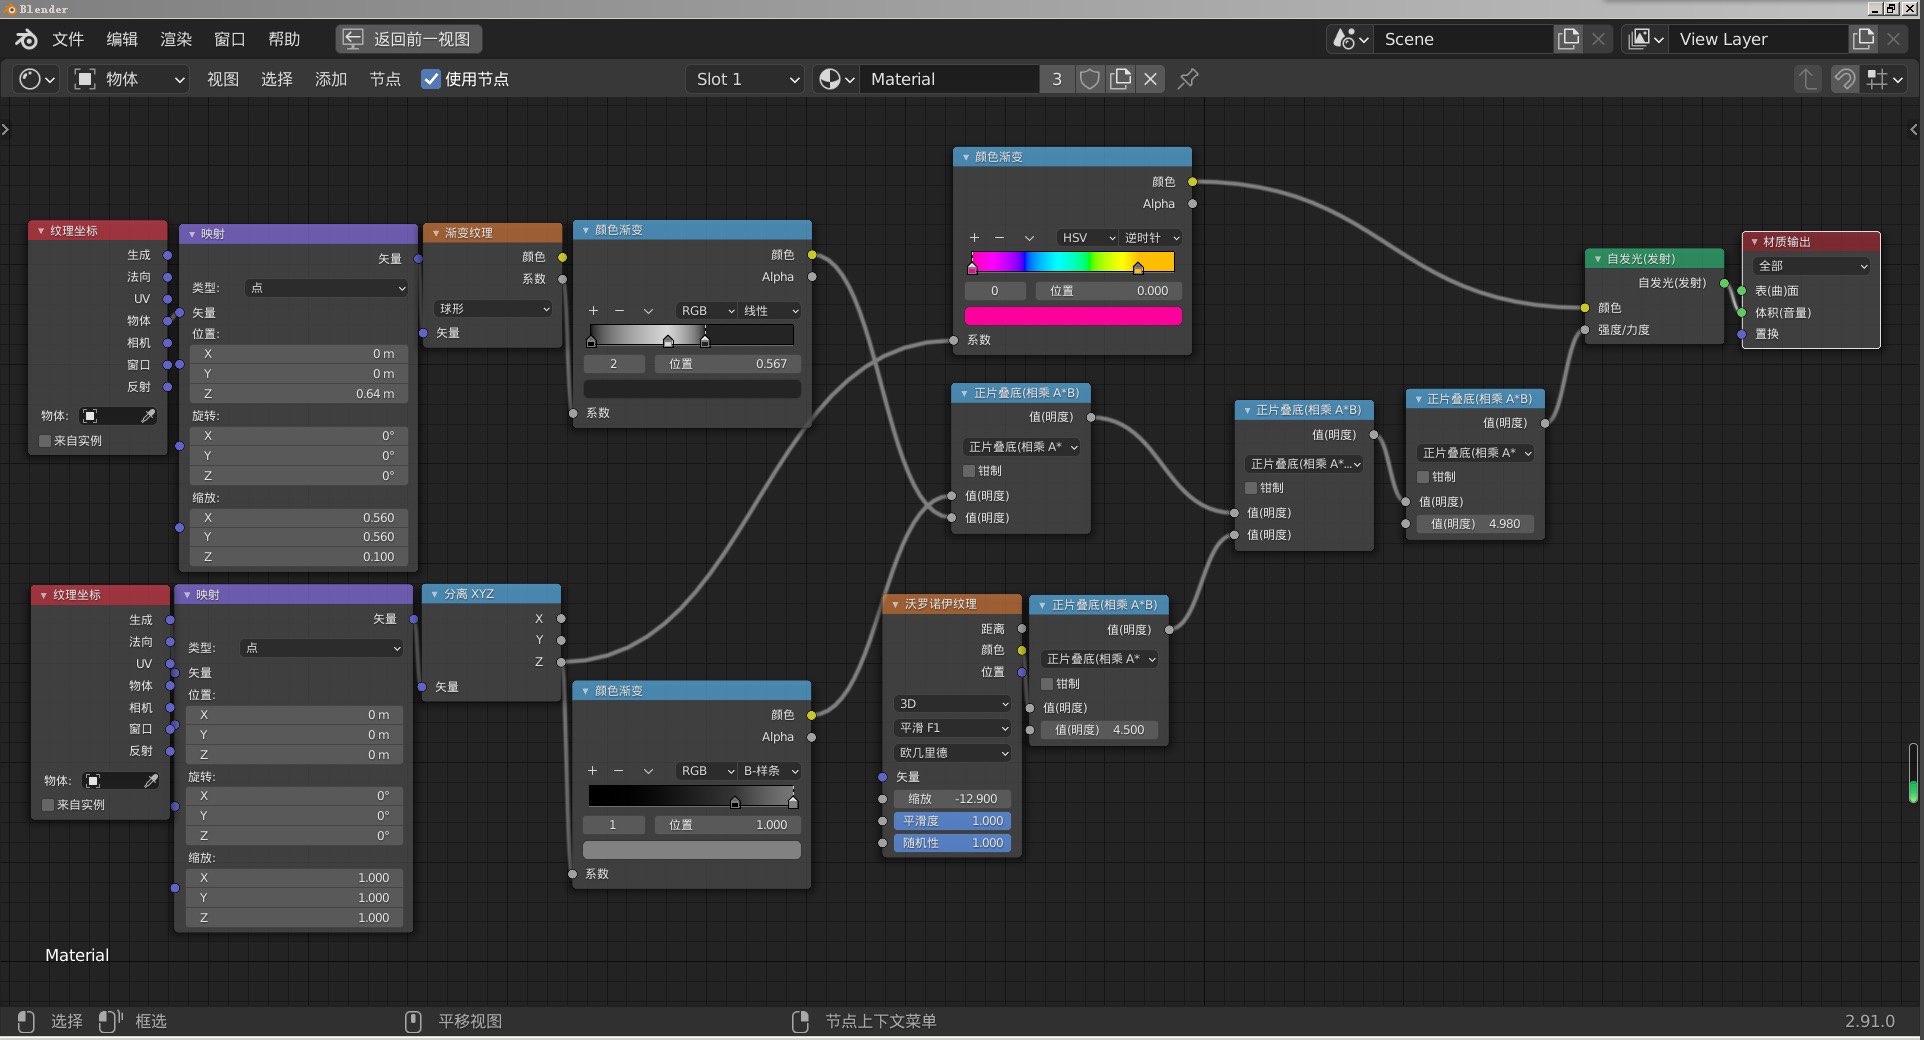 Blender
文件 编辑 渲染 窗口 帮助 返回前一视图 Scene View Layer
物体 视图 选择 添加 节点 使用节点 Slot 1 Material 3
纹理坐标
生成
法向
UV
物体
相机
窗口
反射
物体:
来自实例
映射
矢量
类型: 点
矢量
位置:
X 0 m
Y 0 m
Z 0.64 m
旋转:
X 0°
Y 0°
Z 0°
缩放:
X 0.560
Y 0.560
Z 0.100
渐变纹理
颜色
系数
球形
矢量
颜色渐变
颜色
Alpha
RGB 线性
2 位置 0.567
系数
颜色渐变
颜色
Alpha
HSV 逆时针
0 位置 0.000
系数
正片叠底(相乘 A*B)
值(明度)
正片叠底(相乘 A*
钳制
值(明度)
值(明度)
正片叠底(相乘 A*B)
值(明度)
正片叠底(相乘 A*...
钳制
值(明度)
值(明度)
正片叠底(相乘 A*B)
值(明度)
正片叠底(相乘 A*
钳制
值(明度)
值(明度) 4.980
自发光(发射)
自发光(发射)
颜色
强度/力度
材质输出
全部
表(曲)面
体积(音量)
置换
纹理坐标
生成
法向
UV
物体
相机
窗口
反射
物体:
来自实例
映射
矢量
类型: 点
矢量
位置:
X 0 m
Y 0 m
Z 0 m
旋转:
X 0°
Y 0°
Z 0°
缩放:
X 1.000
Y 1.000
Z 1.000
分离 XYZ
X
Y
Z
矢量
颜色渐变
颜色
Alpha
RGB B-样条
1 位置 1.000
系数
沃罗诺伊纹理
距离
颜色
位置
3D
平滑 F1
欧几里德
矢量
缩放 -12.900
平滑度 1.000
随机性 1.000
正片叠底(相乘 A*B)
值(明度)
正片叠底(相乘 A*
钳制
值(明度)
值(明度) 4.500
Material
选择 框选 平移视图 节点上下文菜单 2.91.0